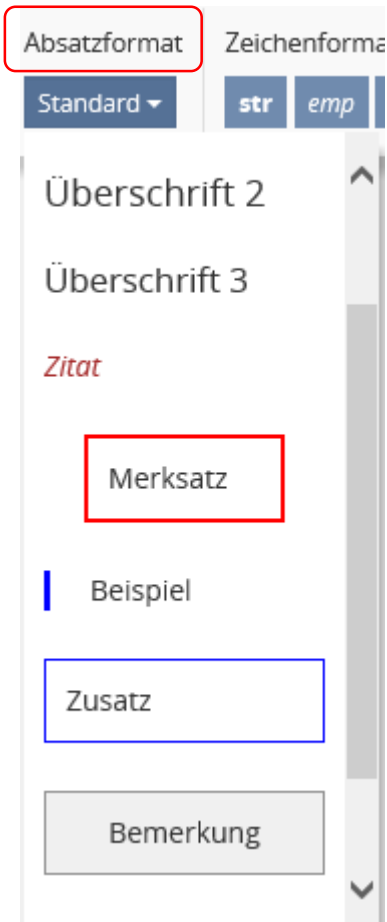 Absatzformat Zeichenforma
Standard str emp
Überschrift 2
Überschrift 3
Zitat
Merksatz
Beispiel
Zusatz
Bemerkung